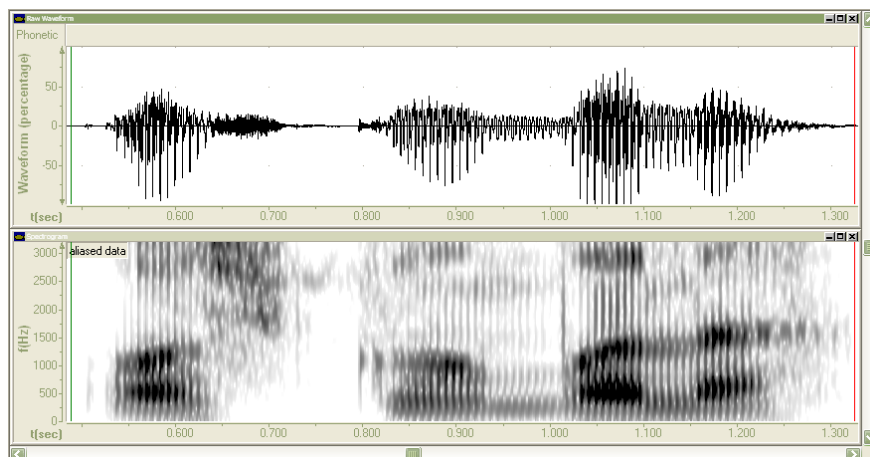 Raw Waveform
Phonetic
Waveform (percentage)
50
0
-50
t(sec) 0.600 0.700 0.800 0.900 1.000 1.100 1.200 1.300
Spectrogram
aliased data
f(Hz)
3000
2500
2000
1500
1000
500
0
t(sec) 0.600 0.700 0.800 0.900 1.000 1.100 1.200 1.300